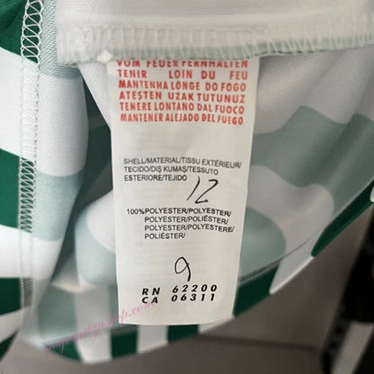 VOM FEUER FERNHALTEN
TENIR LOIN DU FEU
MANTENHA LONGE DO FOGO
ATESTEN UZAK TUTUNUZ
TENERE LONTANO DAL FUOCO
MANTENER ALEJADO DEL FUEGO
SHELL/MATERIAL/TISSU EXTÉRIEUR/
TECIDO/DIŞ KUMAŞ/TESSUTO
ESTERIORE/TEJIDO
12
100%POLYESTER/POLYESTER/
POLYESTER/POLIÉSTER/
POLYESTER/POLIESTERE/
POLIÉSTER/
9
RN 62200
CA 06311